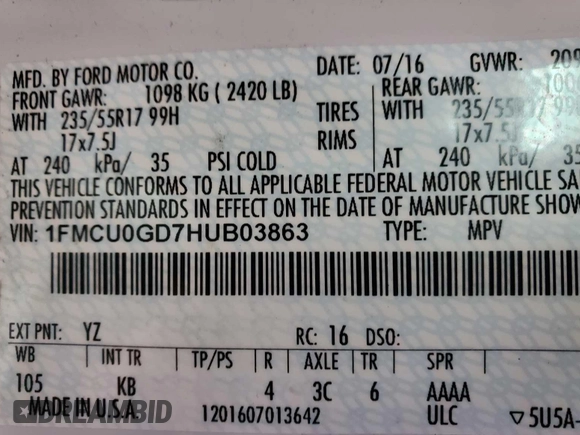 MFD. BY FORD MOTOR CO. DATE: 07/16 GVWR: 209
FRONT GAWR: 1098 KG ( 2420 LB) REAR GAWR:
WITH 235/55R17 99H TIRES WITH 235/55R17 99
17x7.5J RIMS 17x7.5J
AT 240 kPa/ 35 PSI COLD AT 240 kPa/ 35
THIS VEHICLE CONFORMS TO ALL APPLICABLE FEDERAL MOTOR VEHICLE SA
PREVENTION STANDARDS IN EFFECT ON THE DATE OF MANUFACTURE SHOW
VIN: 1FMCU0GD7HUB03863 TYPE: MPV
EXT PNT: YZ RC: 16 DSO:
WB INT TR TP/PS R AXLE TR SPR
105 KB 4 3C 6 AAAA
MADE IN U.S.A. 1201607013642 ULC ▽5U5A-
DREAMBID